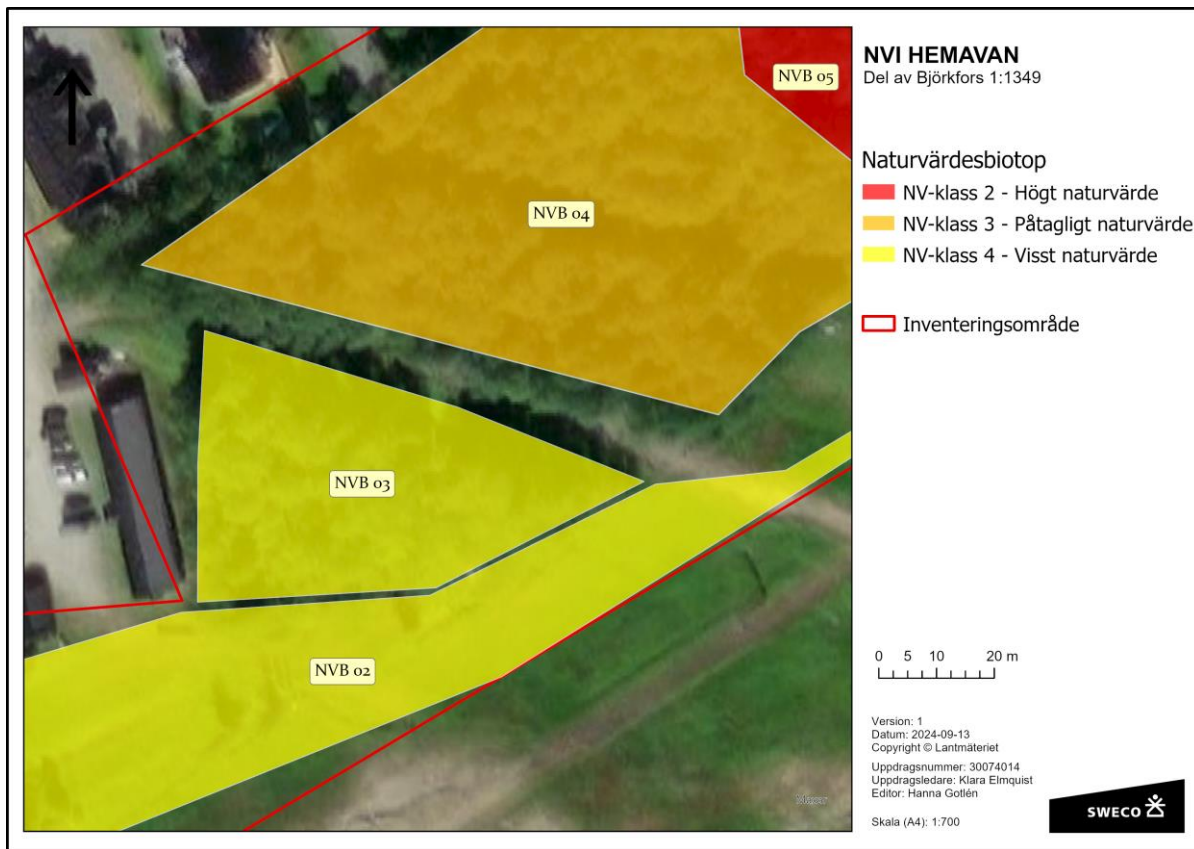 NVI HEMAVAN
Del av Björkfors 1:1349
Naturvärdesbiotop
NV-klass 2 - Högt naturvärde
NV-klass 3 - Påtagligt naturvärde
NV-klass 4 - Visst naturvärde
Inventeringsområde
NVB 05
NVB 04
NVB 03
NVB 02
0 5 10 20 m
Version: 1
Datum: 2024-09-13
Copyright © Lantmäteriet
Uppdragsnummer: 30074014
Uppdragsledare: Klara Elmquist
Editor: Hanna Gotlén
Skala (A4): 1:700
SWECO